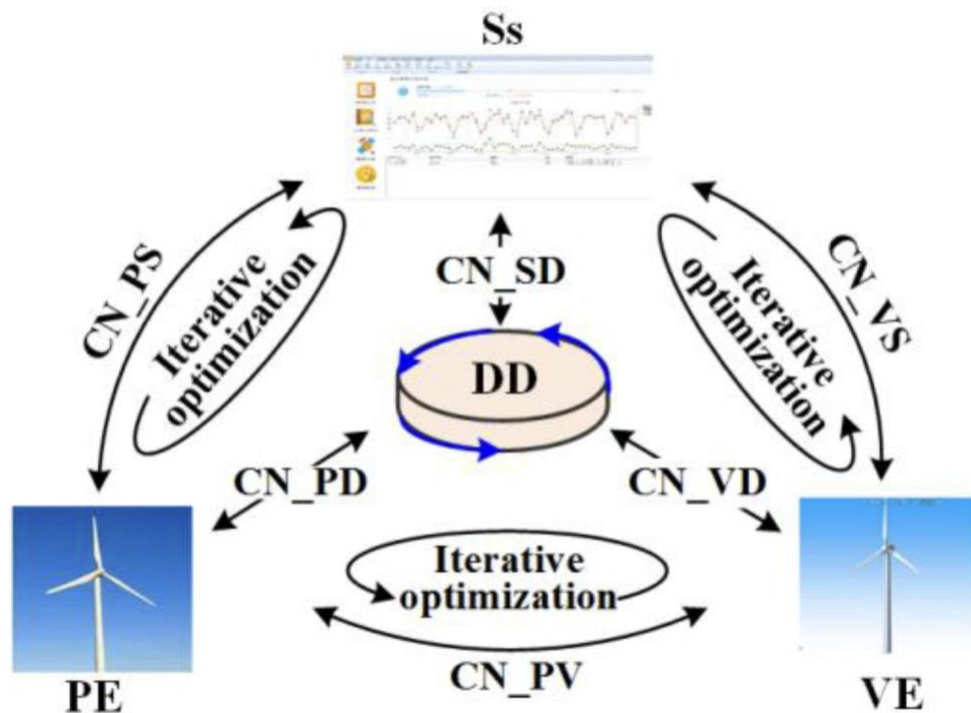 Ss
CN_PS
Iterative
optimization
CN_SD
Iterative
optimization
CN_VS
DD
CN_PD
CN_VD
Iterative
optimization
CN_PV
PE
VE